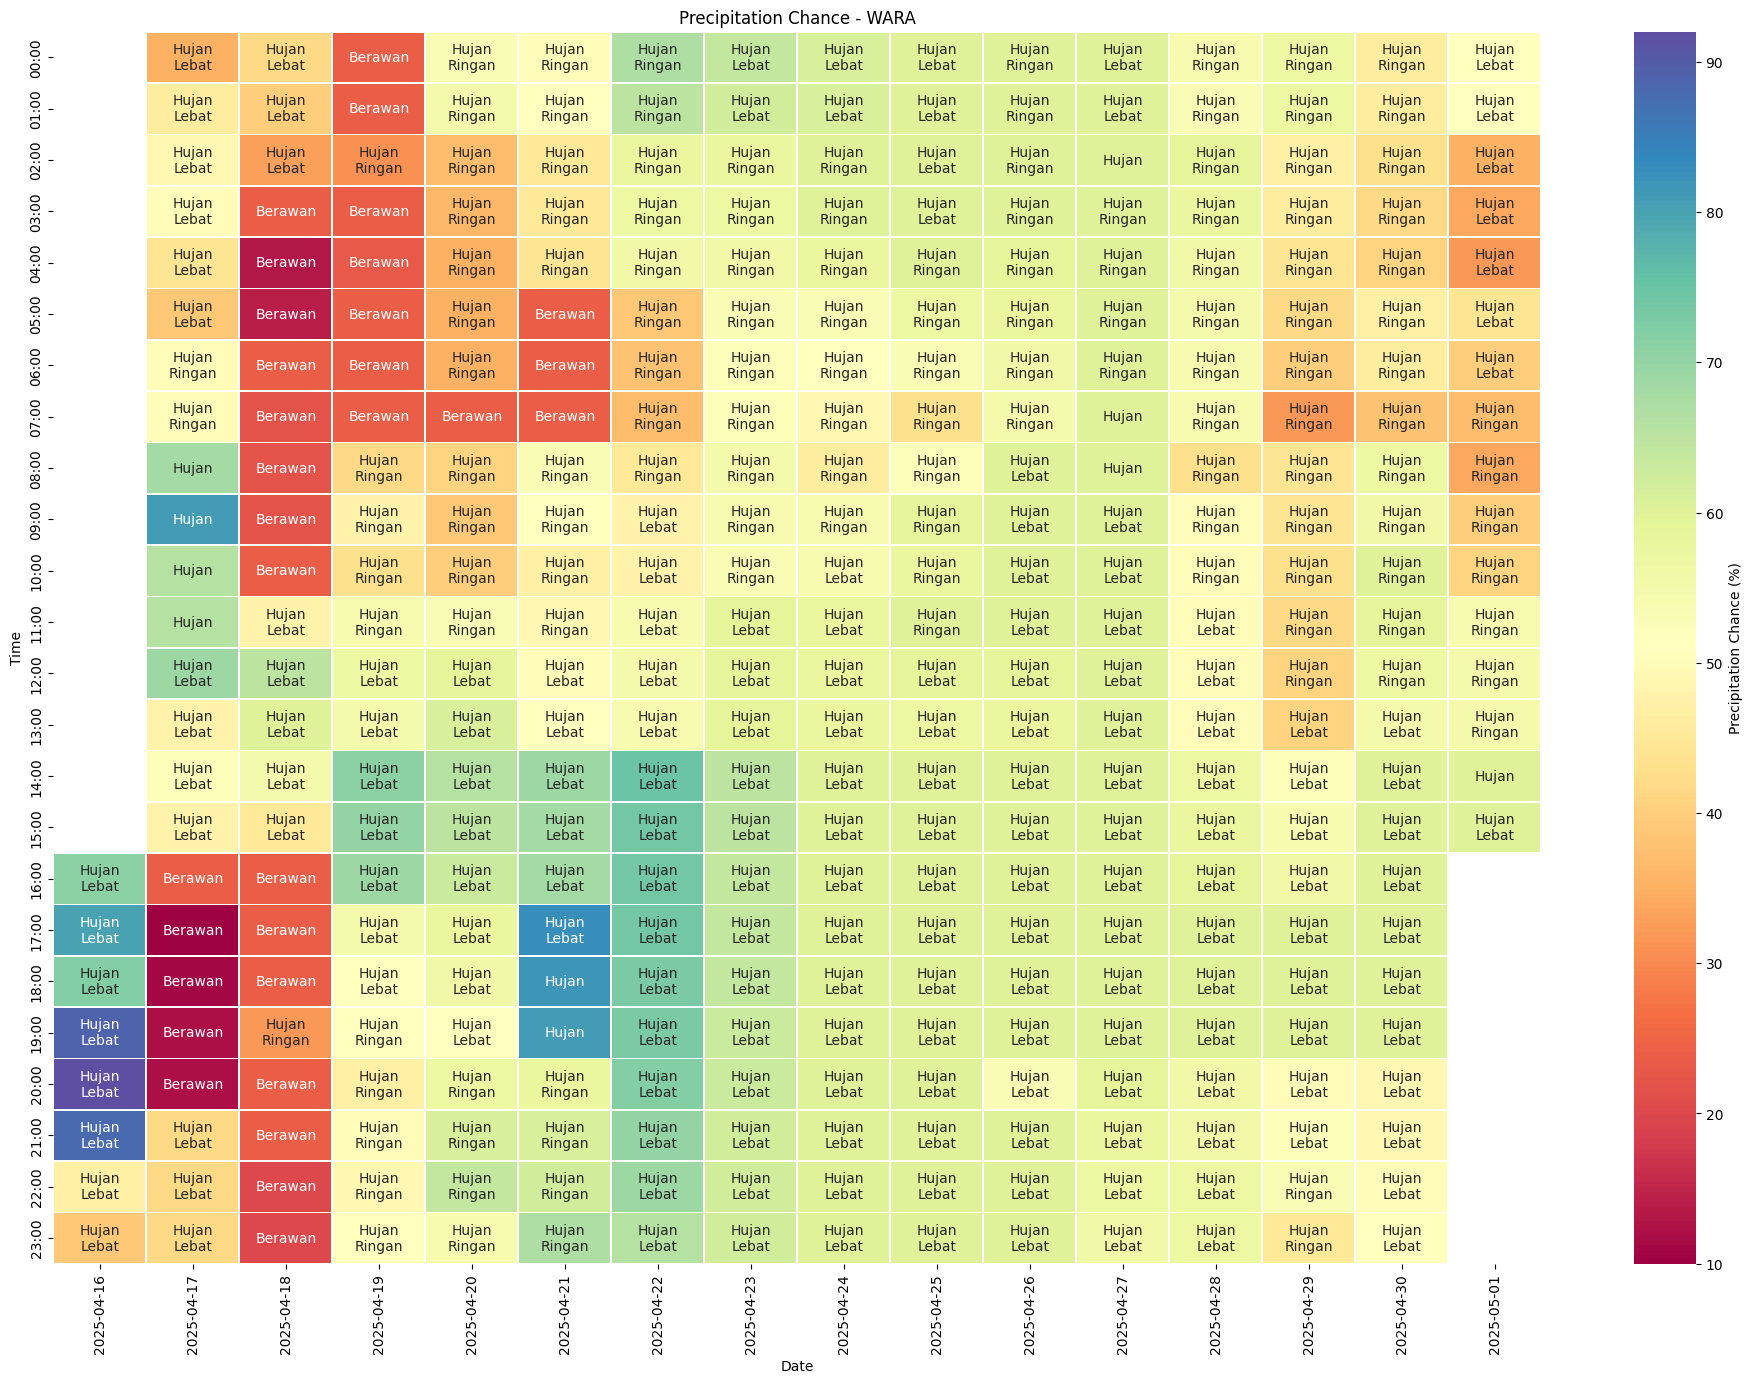 Precipitation Chance - WARA
00:00 Hujan Lebat Hujan Lebat Berawan Hujan Ringan Hujan Ringan Hujan Ringan Hujan Lebat Hujan Lebat Hujan Lebat Hujan Ringan Hujan Lebat Hujan Ringan Hujan Ringan Hujan Ringan Hujan Lebat
01:00 Hujan Lebat Hujan Lebat Berawan Hujan Ringan Hujan Ringan Hujan Ringan Hujan Lebat Hujan Lebat Hujan Lebat Hujan Ringan Hujan Lebat Hujan Ringan Hujan Ringan Hujan Ringan Hujan Lebat
02:00 Hujan Lebat Hujan Lebat Hujan Ringan Hujan Ringan Hujan Ringan Hujan Ringan Hujan Ringan Hujan Ringan Hujan Lebat Hujan Ringan Hujan Hujan Ringan Hujan Ringan Hujan Ringan Hujan Lebat
03:00 Hujan Lebat Berawan Berawan Hujan Ringan Hujan Ringan Hujan Ringan Hujan Ringan Hujan Ringan Hujan Lebat Hujan Ringan Hujan Ringan Hujan Ringan Hujan Ringan Hujan Ringan Hujan Lebat
04:00 Hujan Lebat Berawan Berawan Hujan Ringan Hujan Ringan Hujan Ringan Hujan Ringan Hujan Ringan Hujan Ringan Hujan Ringan Hujan Ringan Hujan Ringan Hujan Ringan Hujan Ringan Hujan Lebat
05:00 Hujan Lebat Berawan Berawan Hujan Ringan Berawan Hujan Ringan Hujan Ringan Hujan Ringan Hujan Ringan Hujan Ringan Hujan Ringan Hujan Ringan Hujan Ringan Hujan Ringan Hujan Lebat
06:00 Hujan Ringan Berawan Berawan Hujan Ringan Berawan Hujan Ringan Hujan Ringan Hujan Ringan Hujan Ringan Hujan Ringan Hujan Ringan Hujan Ringan Hujan Ringan Hujan Ringan Hujan Lebat
07:00 Hujan Ringan Berawan Berawan Berawan Berawan Hujan Ringan Hujan Ringan Hujan Ringan Hujan Ringan Hujan Ringan Hujan Hujan Ringan Hujan Ringan Hujan Ringan Hujan Ringan
08:00 Hujan Berawan Hujan Ringan Hujan Ringan Hujan Ringan Hujan Ringan Hujan Ringan Hujan Ringan Hujan Ringan Hujan Lebat Hujan Hujan Ringan Hujan Ringan Hujan Ringan Hujan Ringan
09:00 Hujan Berawan Hujan Ringan Hujan Ringan Hujan Ringan Hujan Lebat Hujan Ringan Hujan Ringan Hujan Ringan Hujan Lebat Hujan Lebat Hujan Ringan Hujan Ringan Hujan Ringan Hujan Ringan
10:00 Hujan Berawan Hujan Ringan Hujan Ringan Hujan Ringan Hujan Lebat Hujan Ringan Hujan Lebat Hujan Ringan Hujan Lebat Hujan Lebat Hujan Ringan Hujan Ringan Hujan Ringan Hujan Ringan
11:00 Hujan Hujan Lebat Hujan Ringan Hujan Ringan Hujan Ringan Hujan Lebat Hujan Lebat Hujan Lebat Hujan Ringan Hujan Lebat Hujan Lebat Hujan Lebat Hujan Ringan Hujan Ringan Hujan Ringan
12:00 Hujan Lebat Hujan Lebat Hujan Lebat Hujan Lebat Hujan Lebat Hujan Lebat Hujan Lebat Hujan Lebat Hujan Lebat Hujan Lebat Hujan Lebat Hujan Lebat Hujan Ringan Hujan Ringan Hujan Ringan
13:00 Hujan Lebat Hujan Lebat Hujan Lebat Hujan Lebat Hujan Lebat Hujan Lebat Hujan Lebat Hujan Lebat Hujan Lebat Hujan Lebat Hujan Lebat Hujan Lebat Hujan Lebat Hujan Lebat Hujan Ringan
14:00 Hujan Lebat Hujan Lebat Hujan Lebat Hujan Lebat Hujan Lebat Hujan Lebat Hujan Lebat Hujan Lebat Hujan Lebat Hujan Lebat Hujan Lebat Hujan Lebat Hujan Lebat Hujan Lebat Hujan
15:00 Hujan Lebat Hujan Lebat Hujan Lebat Hujan Lebat Hujan Lebat Hujan Lebat Hujan Lebat Hujan Lebat Hujan Lebat Hujan Lebat Hujan Lebat Hujan Lebat Hujan Lebat Hujan Lebat Hujan Lebat
16:00 Hujan Lebat Berawan Berawan Hujan Lebat Hujan Lebat Hujan Lebat Hujan Lebat Hujan Lebat Hujan Lebat Hujan Lebat Hujan Lebat Hujan Lebat Hujan Lebat Hujan Lebat Hujan Lebat
17:00 Hujan Lebat Berawan Berawan Hujan Lebat Hujan Lebat Hujan Lebat Hujan Lebat Hujan Lebat Hujan Lebat Hujan Lebat Hujan Lebat Hujan Lebat Hujan Lebat Hujan Lebat Hujan Lebat
18:00 Hujan Lebat Berawan Berawan Hujan Lebat Hujan Lebat Hujan Hujan Lebat Hujan Lebat Hujan Lebat Hujan Lebat Hujan Lebat Hujan Lebat Hujan Lebat Hujan Lebat Hujan Lebat
19:00 Hujan Lebat Berawan Hujan Ringan Hujan Ringan Hujan Lebat Hujan Hujan Lebat Hujan Lebat Hujan Lebat Hujan Lebat Hujan Lebat Hujan Lebat Hujan Lebat Hujan Lebat Hujan Lebat
20:00 Hujan Lebat Berawan Berawan Hujan Ringan Hujan Ringan Hujan Ringan Hujan Lebat Hujan Lebat Hujan Lebat Hujan Lebat Hujan Lebat Hujan Lebat Hujan Lebat Hujan Lebat Hujan Lebat
21:00 Hujan Lebat Hujan Lebat Berawan Hujan Ringan Hujan Ringan Hujan Ringan Hujan Lebat Hujan Lebat Hujan Lebat Hujan Lebat Hujan Lebat Hujan Lebat Hujan Lebat Hujan Lebat Hujan Lebat
22:00 Hujan Lebat Hujan Lebat Berawan Hujan Ringan Hujan Ringan Hujan Ringan Hujan Lebat Hujan Lebat Hujan Lebat Hujan Lebat Hujan Lebat Hujan Lebat Hujan Lebat Hujan Ringan Hujan Lebat
23:00 Hujan Lebat Hujan Lebat Berawan Hujan Ringan Hujan Ringan Hujan Ringan Hujan Lebat Hujan Lebat Hujan Lebat Hujan Lebat Hujan Lebat Hujan Lebat Hujan Lebat Hujan Ringan Hujan Lebat
Time
2025-04-16 2025-04-17 2025-04-18 2025-04-19 2025-04-20 2025-04-21 2025-04-22 2025-04-23 2025-04-24 2025-04-25 2025-04-26 2025-04-27 2025-04-28 2025-04-29 2025-04-30 2025-05-01
Date
90
80
70
60
50
40
30
20
10
Precipitation Chance (%)